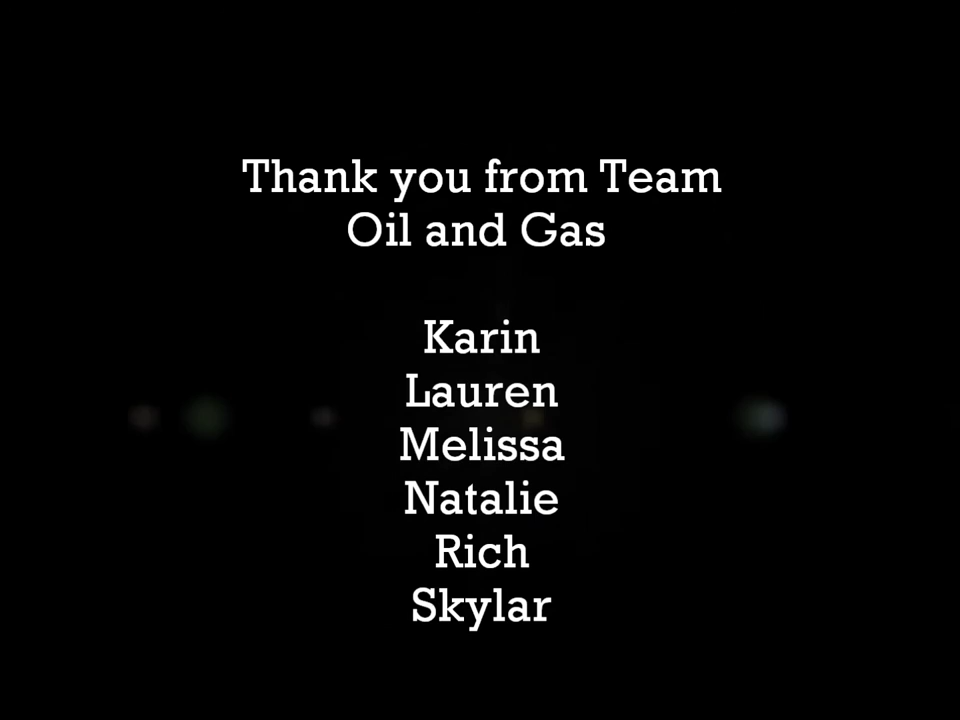 Thank you from Team
Oil and Gas
Karin
Lauren
Melissa
Natalie
Rich
Skylar